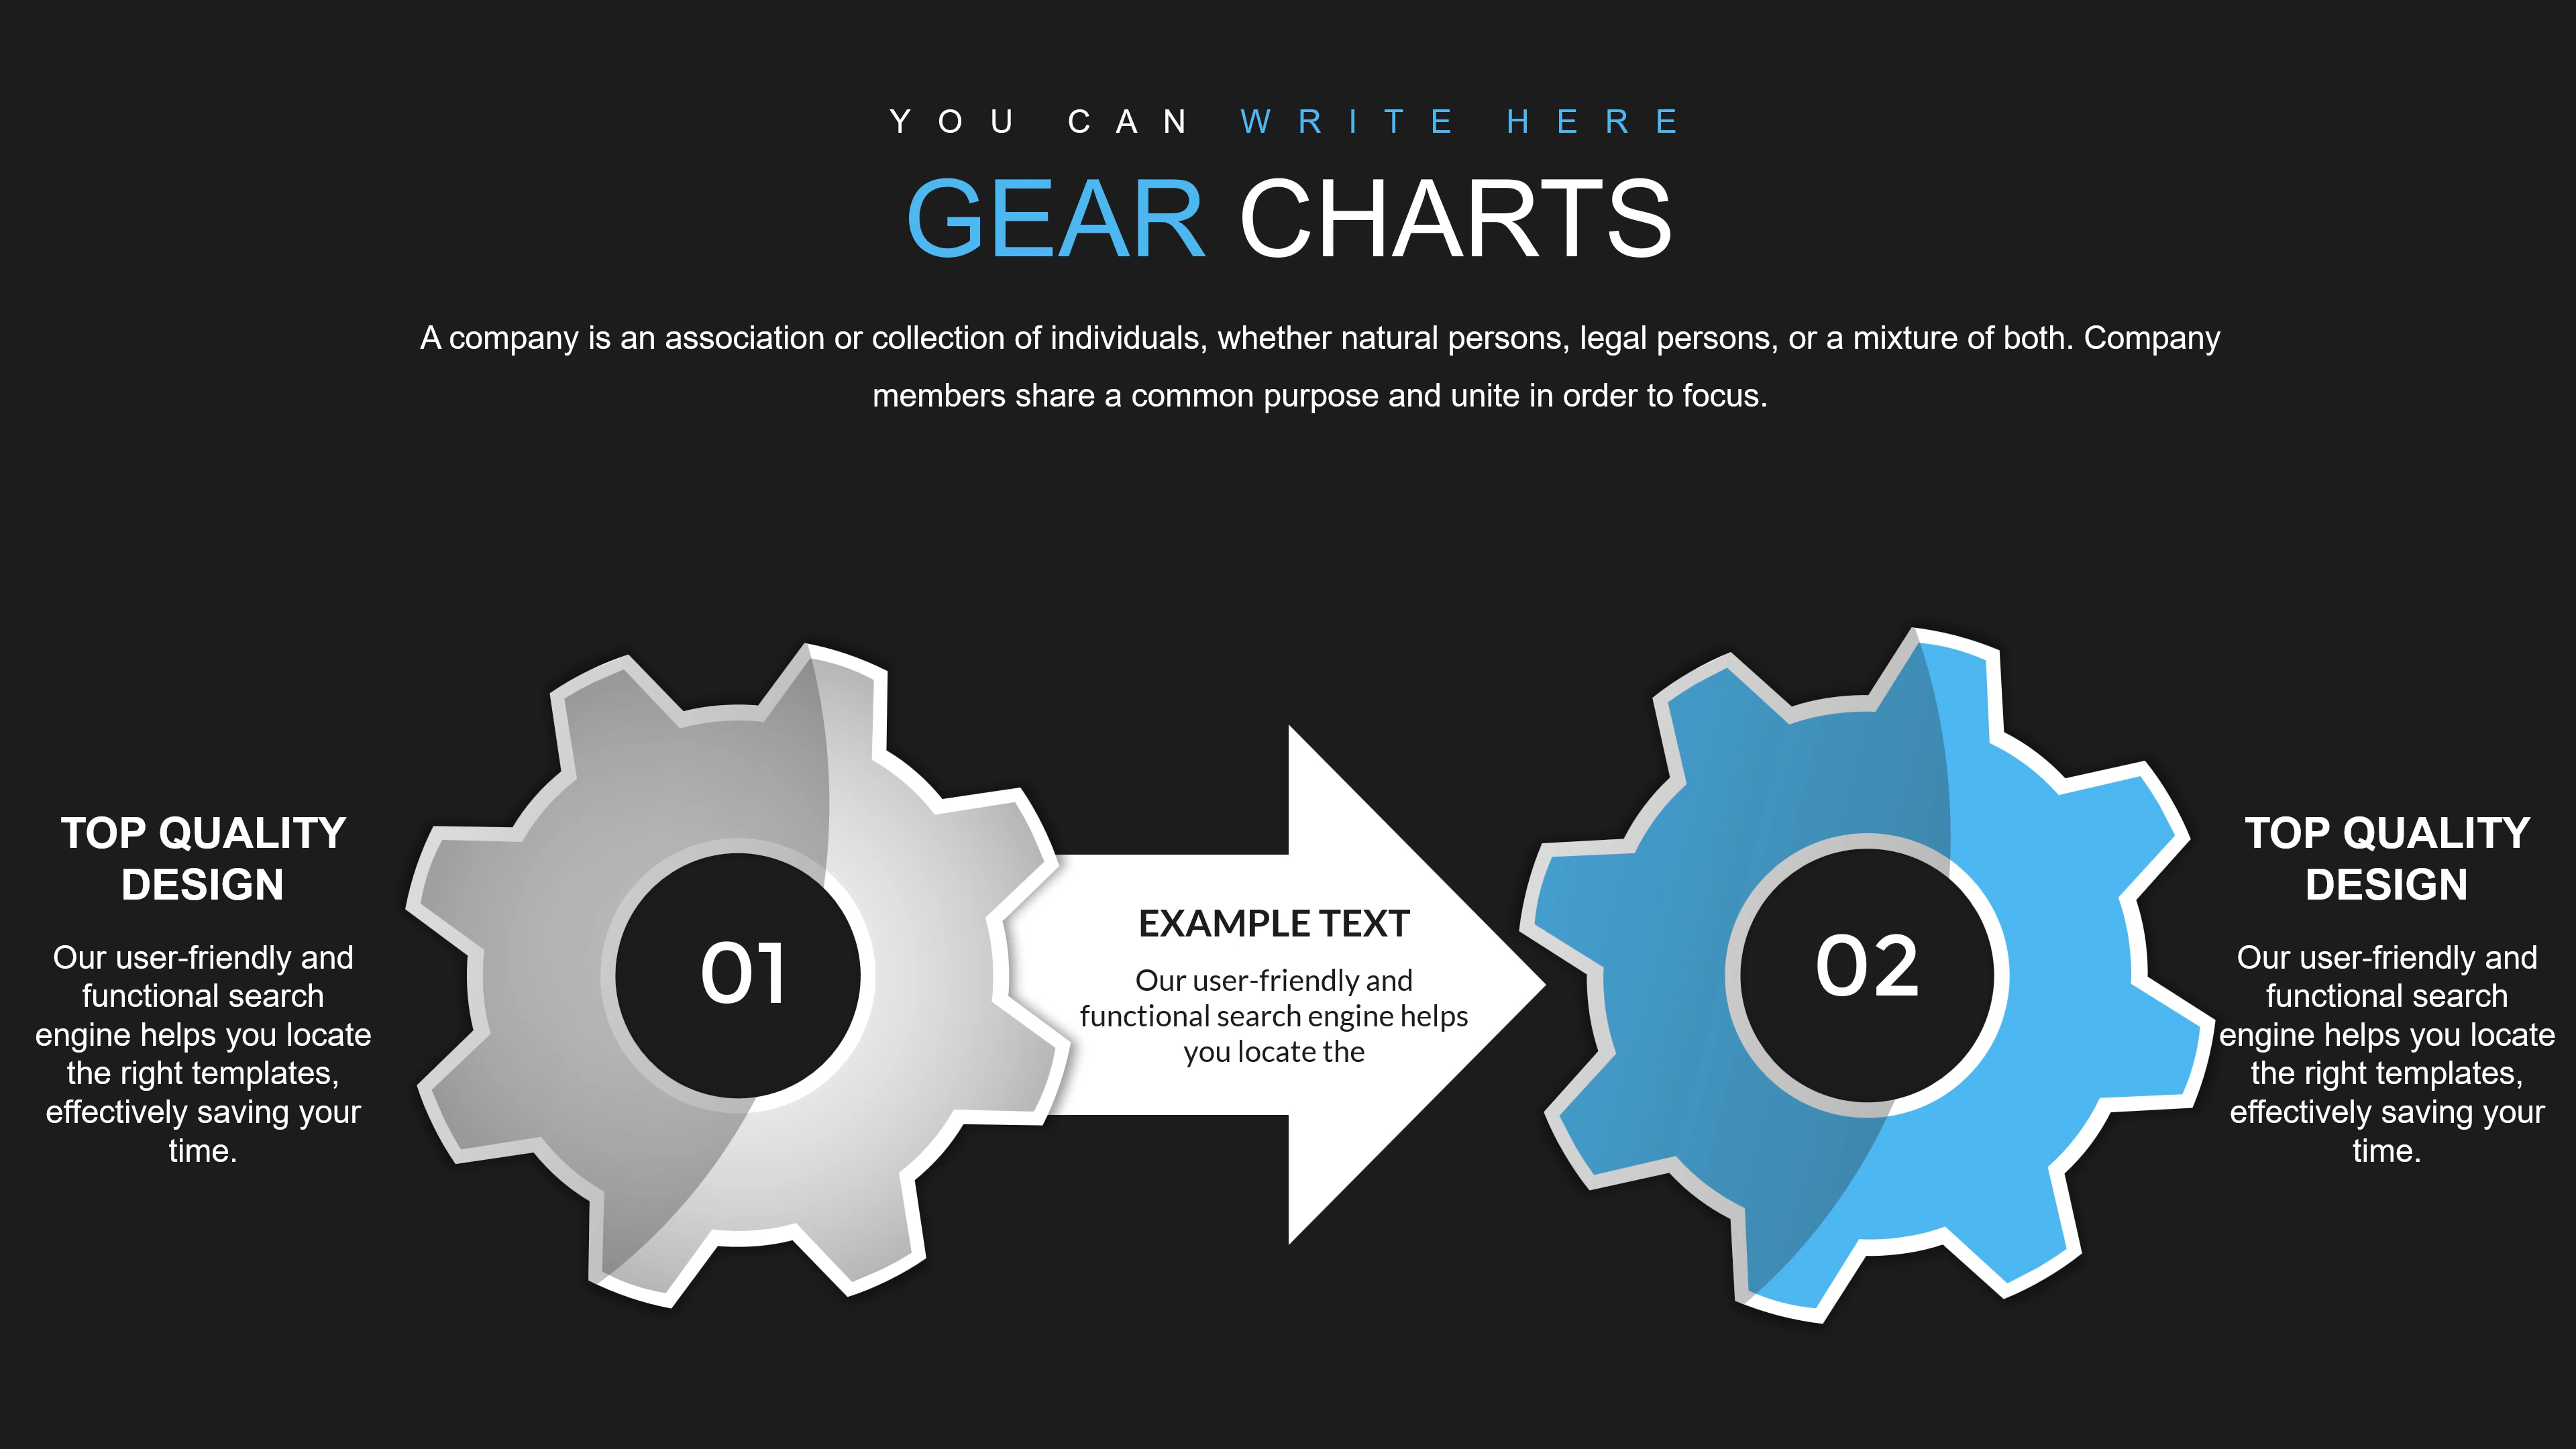 YOU CAN WRITE HERE
GEAR CHARTS
A company is an association or collection of individuals, whether natural persons, legal persons, or a mixture of both. Company
members share a common purpose and unite in order to focus.
TOP QUALITY
DESIGN
Our user-friendly and
functional search
engine helps you locate
the right templates,
effectively saving your
time.
01
EXAMPLE TEXT
Our user-friendly and
functional search engine helps
you locate the
02
TOP QUALITY
DESIGN
Our user-friendly and
functional search
engine helps you locate
the right templates,
effectively saving your
time.